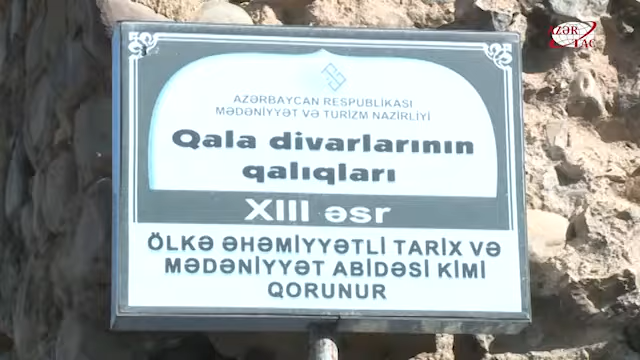 AZƏR
TAC
AZƏRBAYCAN RESPUBLİKASI
MƏDƏNİYYƏT VƏ TURİZM NAZİRLİYİ
Qala divarlarının
qalıqları
XIII əsr
ÖLKƏ ƏHƏMİYYƏTLİ TARİX VƏ
MƏDƏNİYYƏT ABİDƏSİ KİMİ
QORUNUR